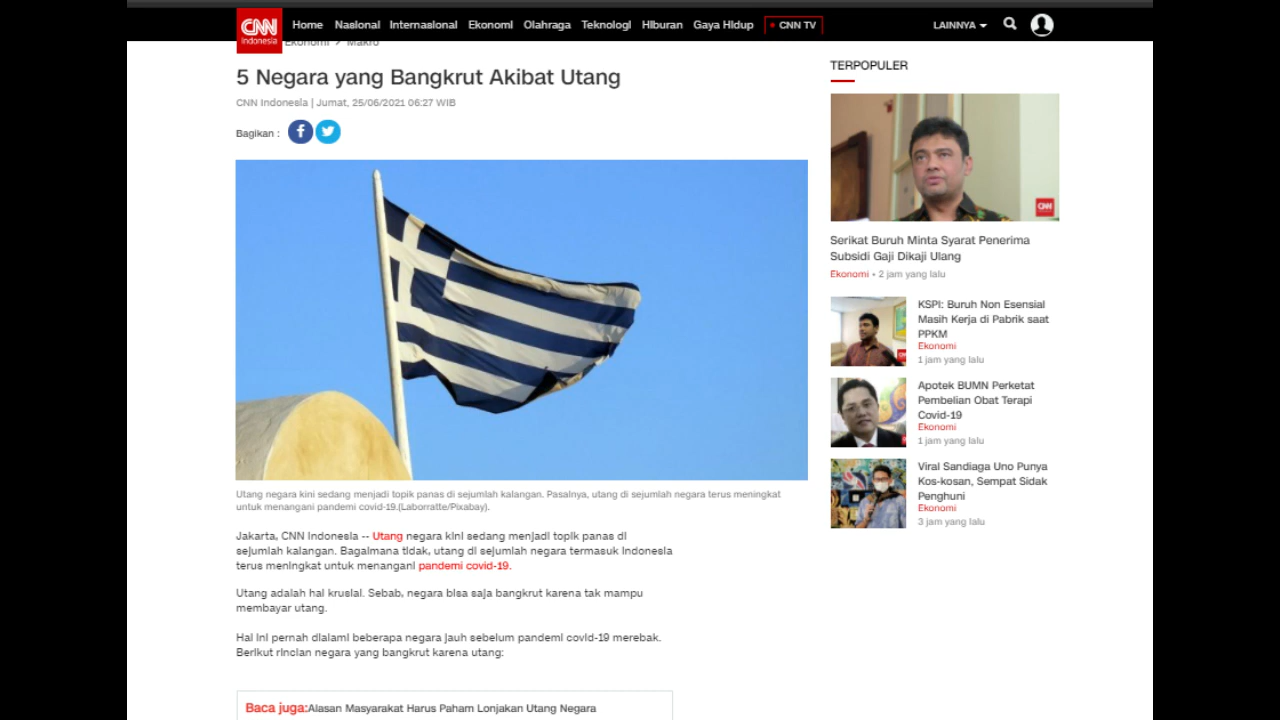 CNN
Indonesia
Home Nasional Internasional Ekonomi Olahraga Teknologi Hiburan Gaya Hidup CNN TV LAINNYA
Ekonomi > Makro
5 Negara yang Bangkrut Akibat Utang
CNN Indonesia | Jumat, 25/06/2021 06:27 WIB
Bagikan :
Utang negara kini sedang menjadi topik panas di sejumlah kalangan. Pasalnya, utang di sejumlah negara terus meningkat
untuk menangani pandemi covid-19.(Laborratte/Pixabay).
Jakarta, CNN Indonesia -- Utang negara kini sedang menjadi topik panas di
sejumlah kalangan. Bagaimana tidak, utang di sejumlah negara termasuk Indonesia
terus meningkat untuk menangani pandemi covid-19.
Utang adalah hal krusial. Sebab, negara bisa saja bangkrut karena tak mampu
membayar utang.
Hal ini pernah dialami beberapa negara jauh sebelum pandemi covid-19 merebak.
Berikut rincian negara yang bangkrut karena utang:
Baca juga:Alasan Masyarakat Harus Paham Lonjakan Utang Negara
TERPOPULER
CNN
Serikat Buruh Minta Syarat Penerima
Subsidi Gaji Dikaji Ulang
Ekonomi • 2 jam yang lalu
KSPI: Buruh Non Esensial
Masih Kerja di Pabrik saat
PPKM
Ekonomi
1 jam yang lalu
Apotek BUMN Perketat
Pembelian Obat Terapi
Covid-19
Ekonomi
1 jam yang lalu
Viral Sandiaga Uno Punya
Kos-kosan, Sempat Sidak
Penghuni
Ekonomi
3 jam yang lalu